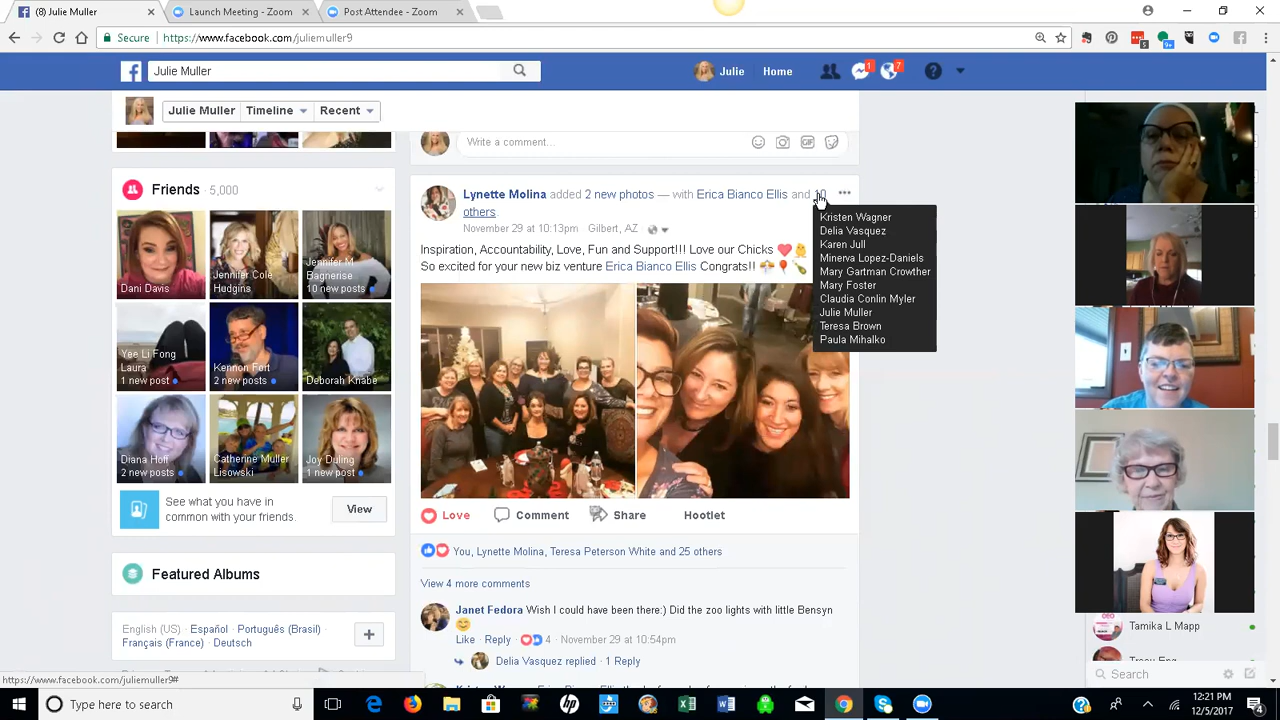 (8) Julie Muller
Launch Meeting - Zoom
Post Attendee - Zoom
Secure
https://www.facebook.com/juliemuller9
5
9+
Julie Muller
Julie
Home
1
7
Julie Muller
Timeline
Recent
Write a comment...
Friends · 5,000
Dani Davis
Jennifer Cole
Hudgins
Jennifer M
Bagnerise
10 new posts
Yee Li Fong
Laura
1 new post
Kennon Fort
2 new posts
Deborah Knabe
Diana Hoff
2 new posts
Catherine Muller
Lisowski
Joy Duling
1 new post
See what you have in
common with your friends.
View
Featured Albums
English (US) · Español · Português (Brasil) ·
Français (France) · Deutsch
Lynette Molina added 2 new photos — with Erica Bianco Ellis and 10
others.
November 29 at 10:13pm · Gilbert, AZ ·
Inspiration, Accountability, Love, Fun and Support!!! Love our Chicks
So excited for your new biz venture Erica Bianco Ellis Congrats!!
Kristen Wagner
Delia Vasquez
Karen Jull
Minerva Lopez-Daniels
Mary Gartman Crowther
Mary Foster
Claudia Conlin Myler
Julie Muller
Teresa Brown
Paula Mihalko
Love
Comment
Share
Hootlet
You, Lynette Molina, Teresa Peterson White and 25 others
View 4 more comments
Janet Fedora Wish I could have been there:) Did the zoo lights with little Bensyn
Like · Reply · 4 · November 29 at 10:54pm
Delia Vasquez replied · 1 Reply
Tamika L Mapp
Tracy Eng
Search
https://www.facebook.com/juliemuller9#
Type here to search
12:21 PM
12/5/2017
4